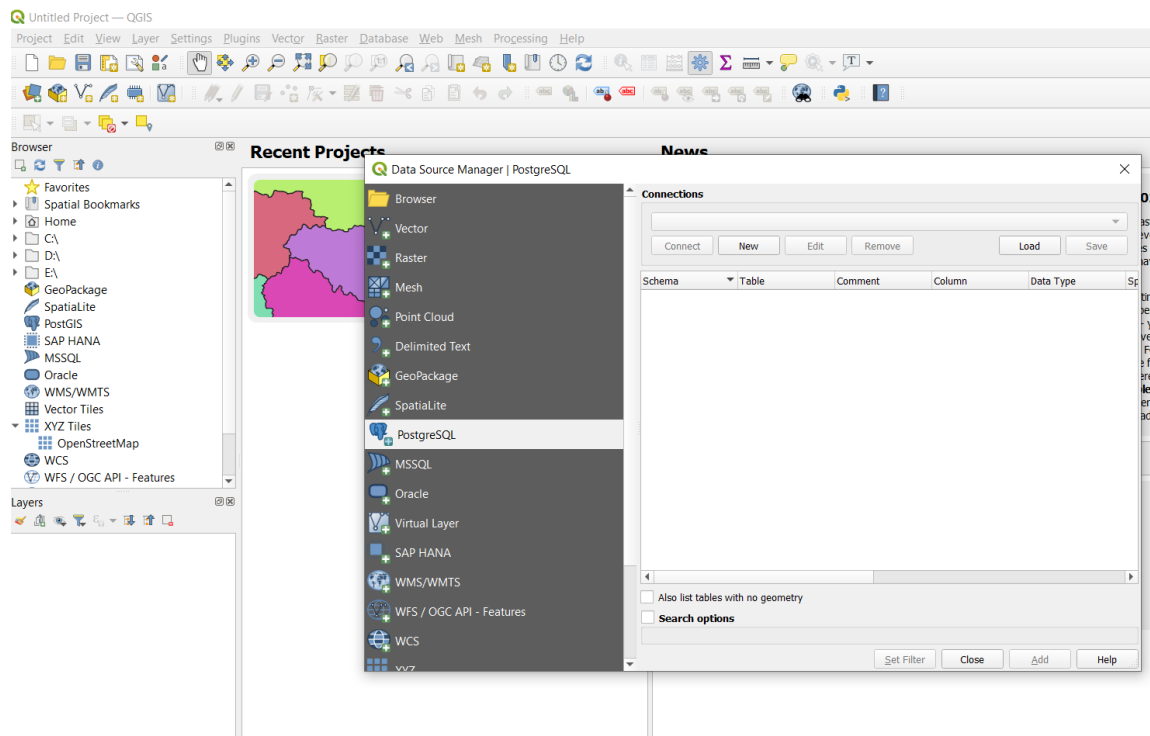 Untitled Project — QGIS
Project Edit View Layer Settings Plugins Vector Raster Database Web Mesh Processing Help
Browser
Favorites
Spatial Bookmarks
Home
C:\
D:\
E:\
GeoPackage
SpatiaLite
PostGIS
SAP HANA
MSSQL
Oracle
WMS/WMTS
Vector Tiles
XYZ Tiles
OpenStreetMap
WCS
WFS / OGC API - Features
Layers
Recent Projects
News
Data Source Manager | PostgreSQL
Browser
Vector
Raster
Mesh
Point Cloud
Delimited Text
GeoPackage
SpatiaLite
PostgreSQL
MSSQL
Oracle
Virtual Layer
SAP HANA
WMS/WMTS
WFS / OGC API - Features
WCS
XYZ
Connections
Connect New Edit Remove Load Save
Schema Table Comment Column Data Type
Also list tables with no geometry
Search options
Set Filter Close Add Help